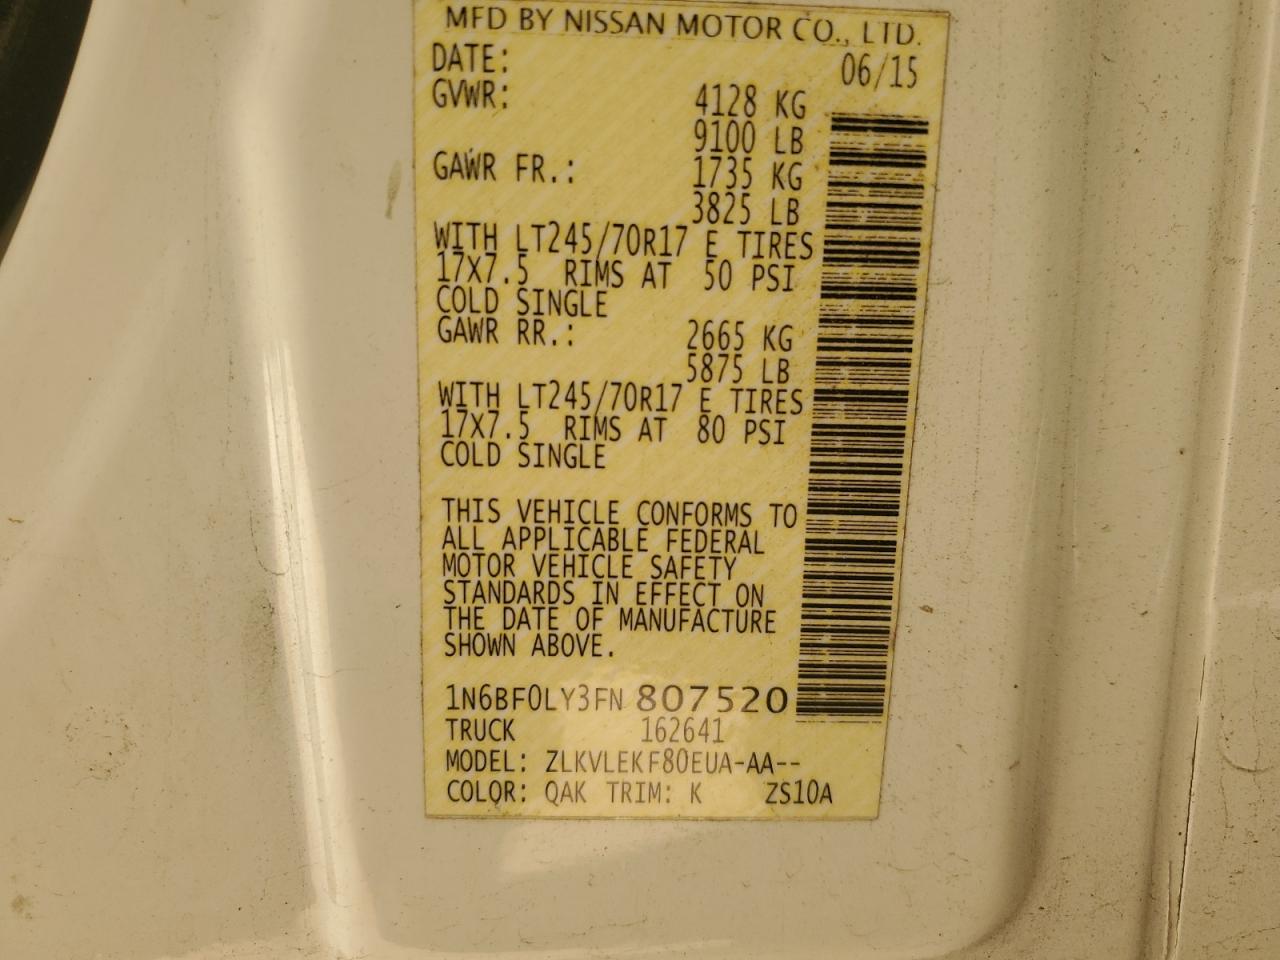 MFD BY NISSAN MOTOR CO., LTD.
DATE: 06/15
GVWR: 4128 KG
9100 LB
GAWR FR.: 1735 KG
3825 LB
WITH LT245/70R17 E TIRES
17X7.5 RIMS AT 50 PSI
COLD SINGLE
GAWR RR.: 2665 KG
5875 LB
WITH LT245/70R17 E TIRES
17X7.5 RIMS AT 80 PSI
COLD SINGLE
THIS VEHICLE CONFORMS TO
ALL APPLICABLE FEDERAL
MOTOR VEHICLE SAFETY
STANDARDS IN EFFECT ON
THE DATE OF MANUFACTURE
SHOWN ABOVE.
1N6BF0LY3FN 807520
TRUCK 162641
MODEL: ZLKVLEKF80EUA-AA--
COLOR: QAK TRIM: K ZS10A